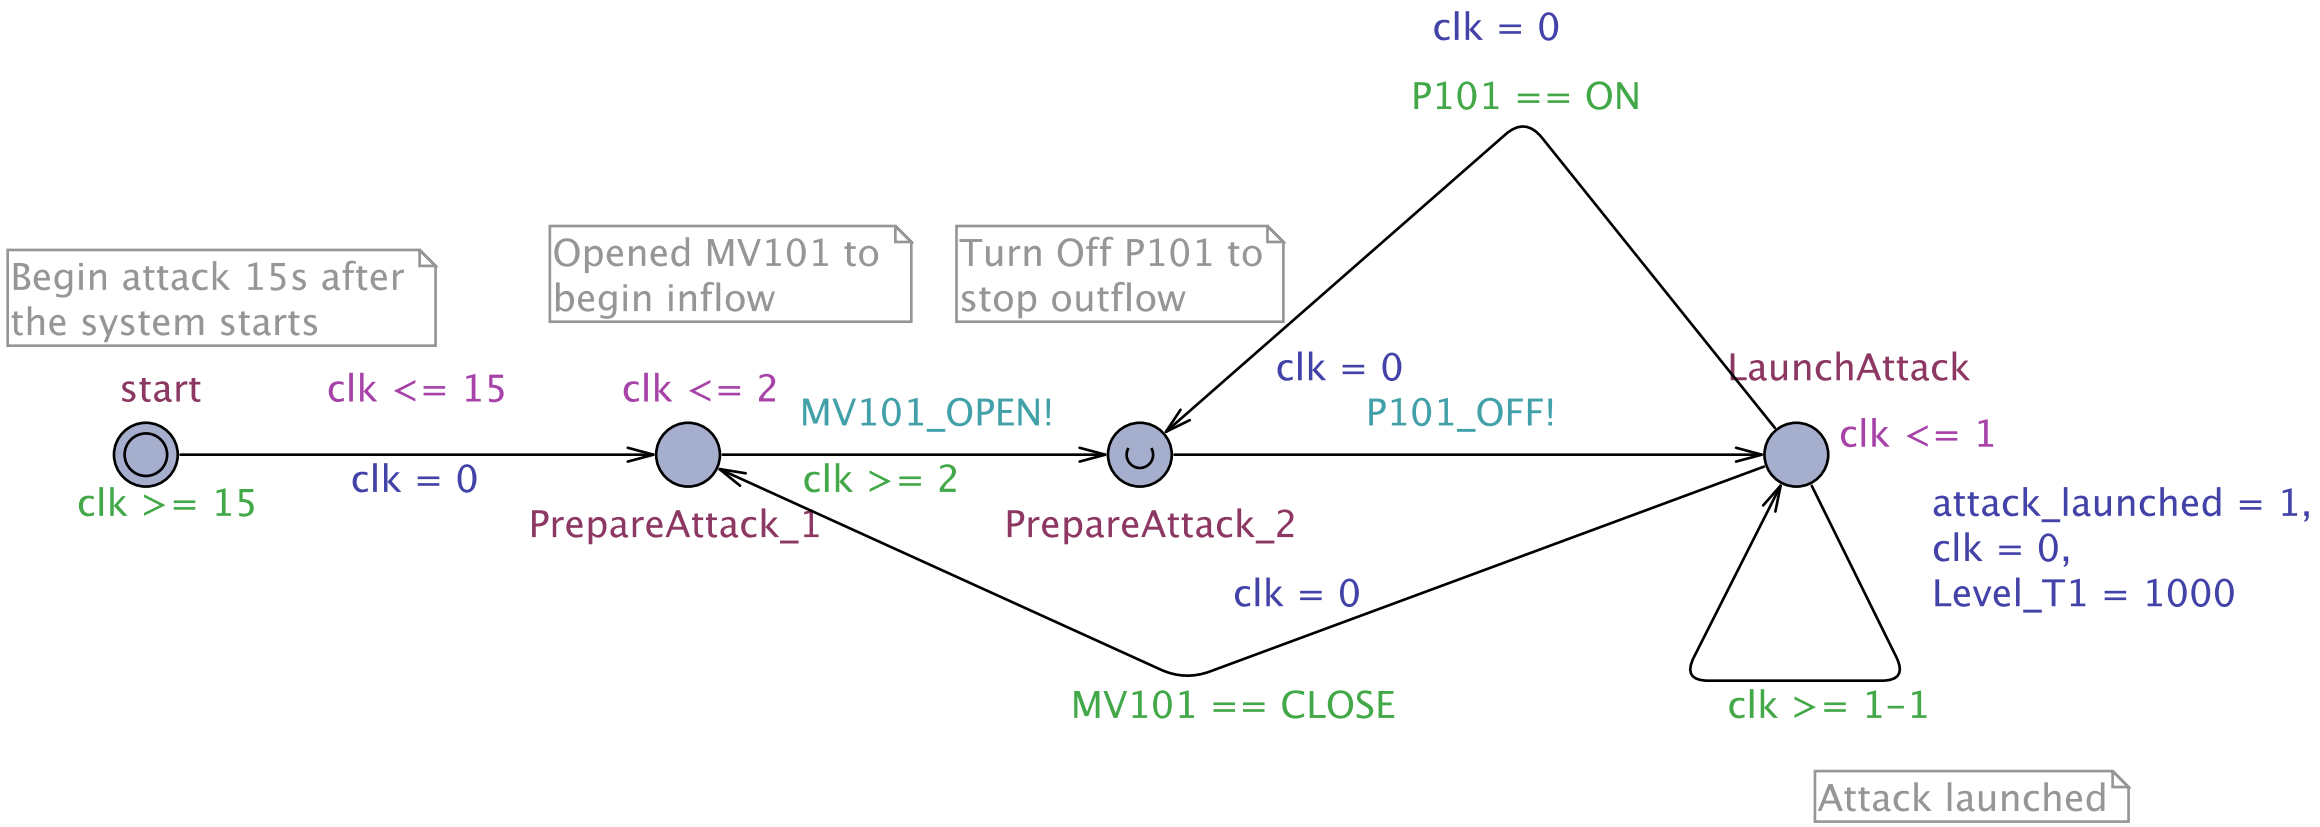 clk = 0
P101 == ON
Begin attack 15s after
the system starts
Opened MV101 to
begin inflow
Turn Off P101 to
stop outflow
start
clk <= 15
clk <= 2
MV101_OPEN!
clk = 0
P101_OFF!
LaunchAttack
clk <= 1
clk >= 15
clk = 0
clk >= 2
PrepareAttack_1
PrepareAttack_2
attack_launched = 1,
clk = 0,
Level_T1 = 1000
clk = 0
MV101 == CLOSE
clk >= 1-1
Attack launched